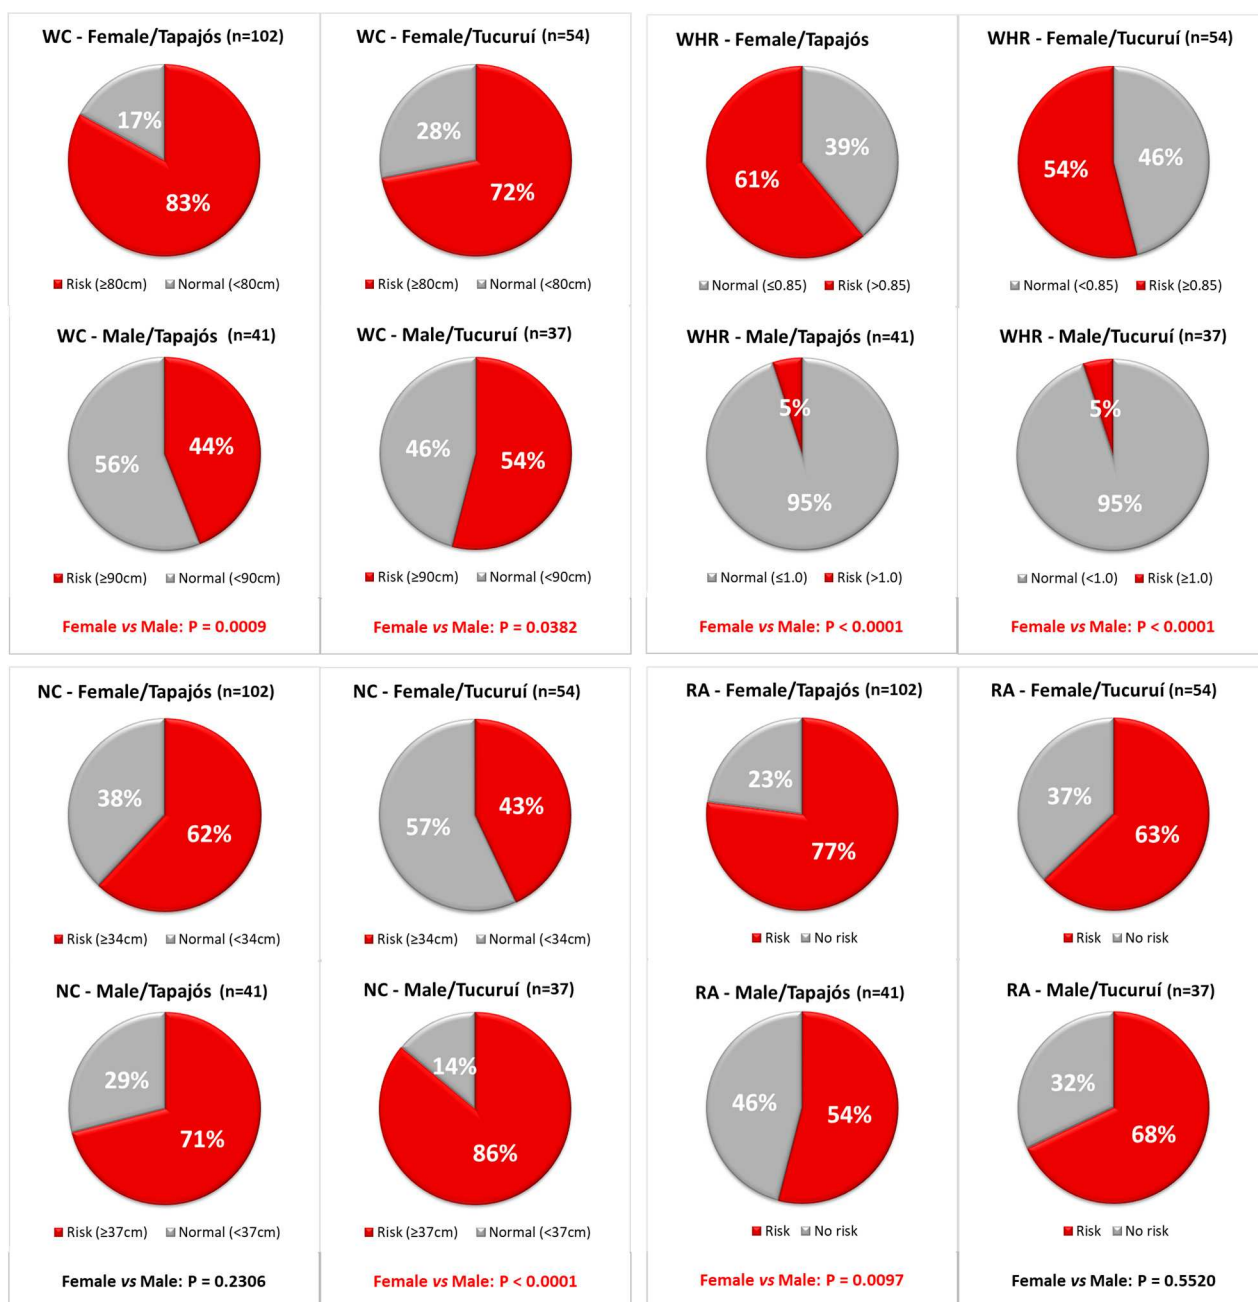 WC - Female/Tapajós (n=102)
17%
83%
Risk (≥80cm) Normal (<80cm)
WC - Female/Tucuruí (n=54)
28%
72%
Risk (≥80cm) Normal (<80cm)
WHR - Female/Tapajós
39%
61%
Normal (≤0.85) Risk (>0.85)
WHR - Female/Tucuruí (n=54)
54%
46%
Normal (<0.85) Risk (≥0.85)
WC - Male/Tapajós (n=41)
44%
56%
Risk (≥90cm) Normal (<90cm)
Female vs Male: P = 0.0009
WC - Male/Tucuruí (n=37)
46%
54%
Risk (≥90cm) Normal (<90cm)
Female vs Male: P = 0.0382
WHR - Male/Tapajós (n=41)
5%
95%
Normal (≤1.0) Risk (>1.0)
Female vs Male: P < 0.0001
WHR - Male/Tucuruí (n=37)
5%
95%
Normal (<1.0) Risk (≥1.0)
Female vs Male: P < 0.0001
NC - Female/Tapajós (n=102)
38%
62%
Risk (≥34cm) Normal (<34cm)
NC - Female/Tucuruí (n=54)
43%
57%
Risk (≥34cm) Normal (<34cm)
RA - Female/Tapajós (n=102)
23%
77%
Risk No risk
RA - Female/Tucuruí (n=54)
37%
63%
Risk No risk
NC - Male/Tapajós (n=41)
29%
71%
Risk (≥37cm) Normal (<37cm)
Female vs Male: P = 0.2306
NC - Male/Tucuruí (n=37)
14%
86%
Risk (≥37cm) Normal (<37cm)
Female vs Male: P < 0.0001
RA - Male/Tapajós (n=41)
46%
54%
Risk No risk
Female vs Male: P = 0.0097
RA - Male/Tucuruí (n=37)
32%
68%
Risk No risk
Female vs Male: P = 0.5520